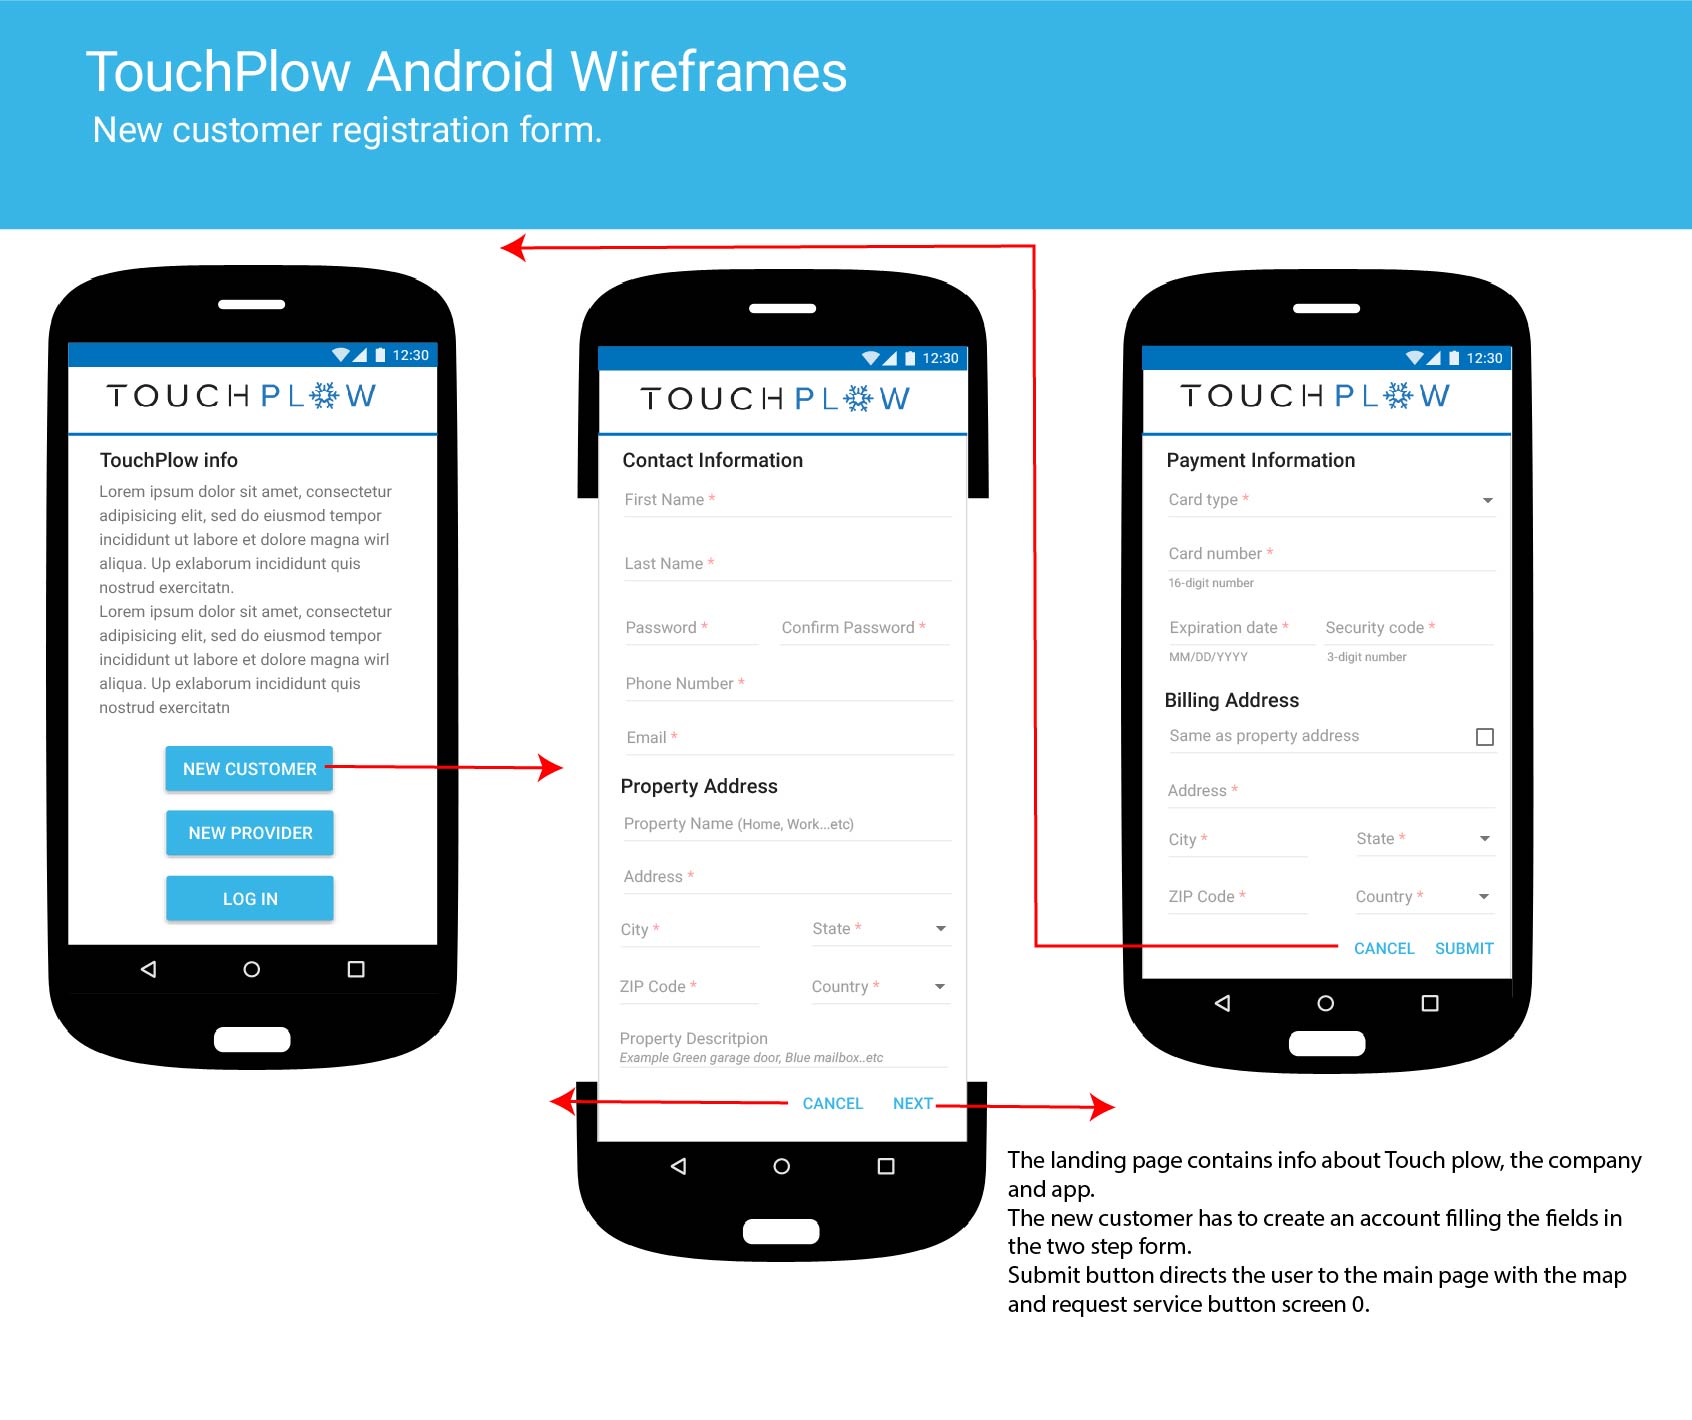 TouchPlow Android Wireframes
New customer registration form.
12:30
TOUCHPLOW
TouchPlow info
Lorem ipsum dolor sit amet, consectetur
adipisicing elit, sed do eiusmod tempor
incididunt ut labore et dolore magna wirl
aliqua. Up exlaborum incididunt quis
nostrud exercitatn.
Lorem ipsum dolor sit amet, consectetur
adipisicing elit, sed do eiusmod tempor
incididunt ut labore et dolore magna wirl
aliqua. Up exlaborum incididunt quis
nostrud exercitatn
NEW CUSTOMER
NEW PROVIDER
LOG IN
12:30
TOUCHPLOW
Contact Information
First Name *
Last Name *
Password * Confirm Password *
Phone Number *
Email *
Property Address
Property Name (Home, Work...etc)
Address *
City * State *
ZIP Code * Country *
Property Descritpion
Example Green garage door, Blue mailbox..etc
CANCEL NEXT
12:30
TOUCHPLOW
Payment Information
Card type *
Card number *
16-digit number
Expiration date * Security code *
MM/DD/YYYY 3-digit number
Billing Address
Same as property address
Address *
City * State *
ZIP Code * Country *
CANCEL SUBMIT
The landing page contains info about Touch plow, the company
and app.
The new customer has to create an account filling the fields in
the two step form.
Submit button directs the user to the main page with the map
and request service button screen 0.